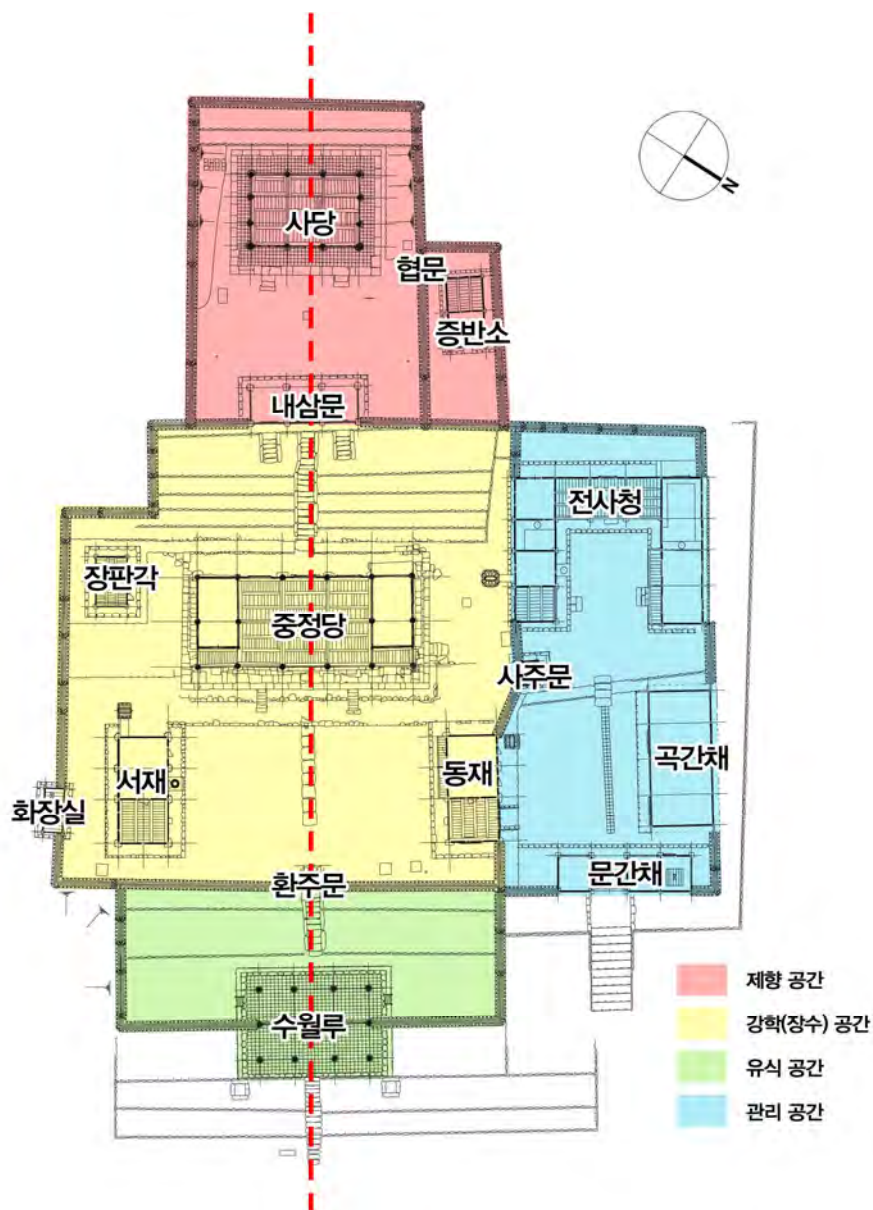 N
사당
협문
증반소
내삼문
전사청
장판각
중정당
사주문
서재
동재
곡간채
화장실
환주문
문간채
수월루
제향 공간
강학(장수) 공간
유식 공간
관리 공간